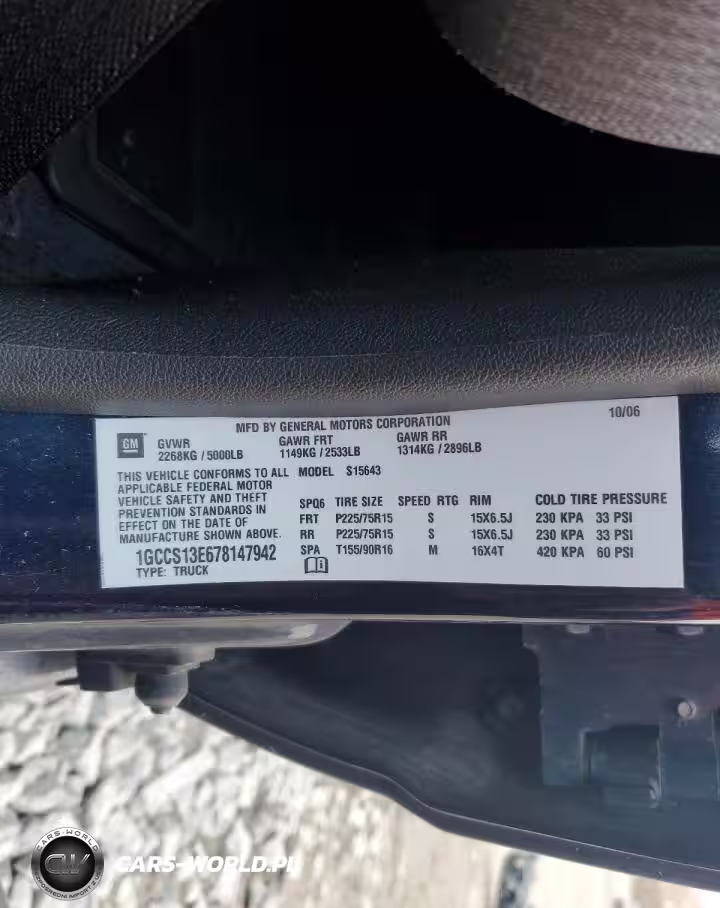 MFD BY GENERAL MOTORS CORPORATION 10/06
GM
GVWR GAWR FRT GAWR RR
2268KG / 5000LB 1149KG / 2533LB 1314KG / 2896LB
THIS VEHICLE CONFORMS TO ALL MODEL S15643
APPLICABLE FEDERAL MOTOR
VEHICLE SAFETY AND THEFT
PREVENTION STANDARDS IN
EFFECT ON THE DATE OF
MANUFACTURE SHOWN ABOVE.
1GCCS13E678147942
TYPE: TRUCK
SPQ6 TIRE SIZE SPEED RTG RIM COLD TIRE PRESSURE
FRT P225/75R15 S 15X6.5J 230 KPA 33 PSI
RR P225/75R15 S 15X6.5J 230 KPA 33 PSI
SPA T155/90R16 M 16X4T 420 KPA 60 PSI
CARS-WORLD
CW
CARS-WORLD.PL